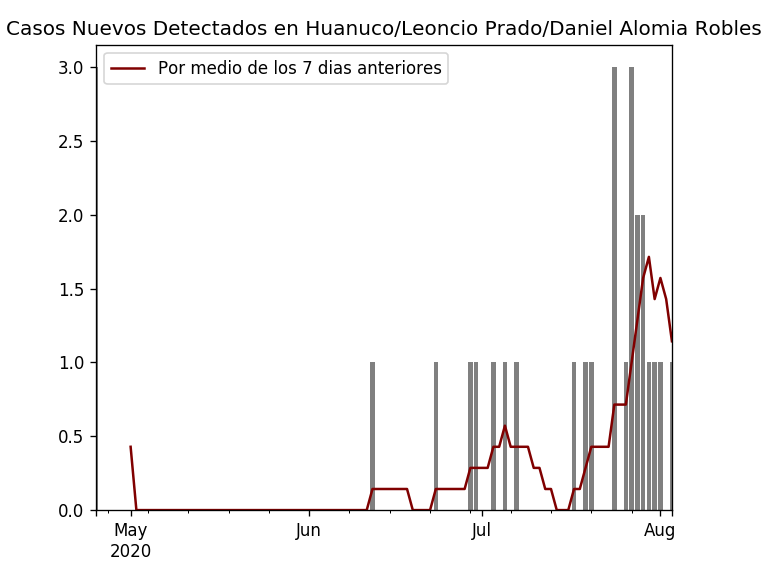 Casos Nuevos Detectados en Huanuco/Leoncio Prado/Daniel Alomia Robles
Por medio de los 7 dias anteriores
3.0
2.5
2.0
1.5
1.0
0.5
0.0
May Jun Jul Aug
2020